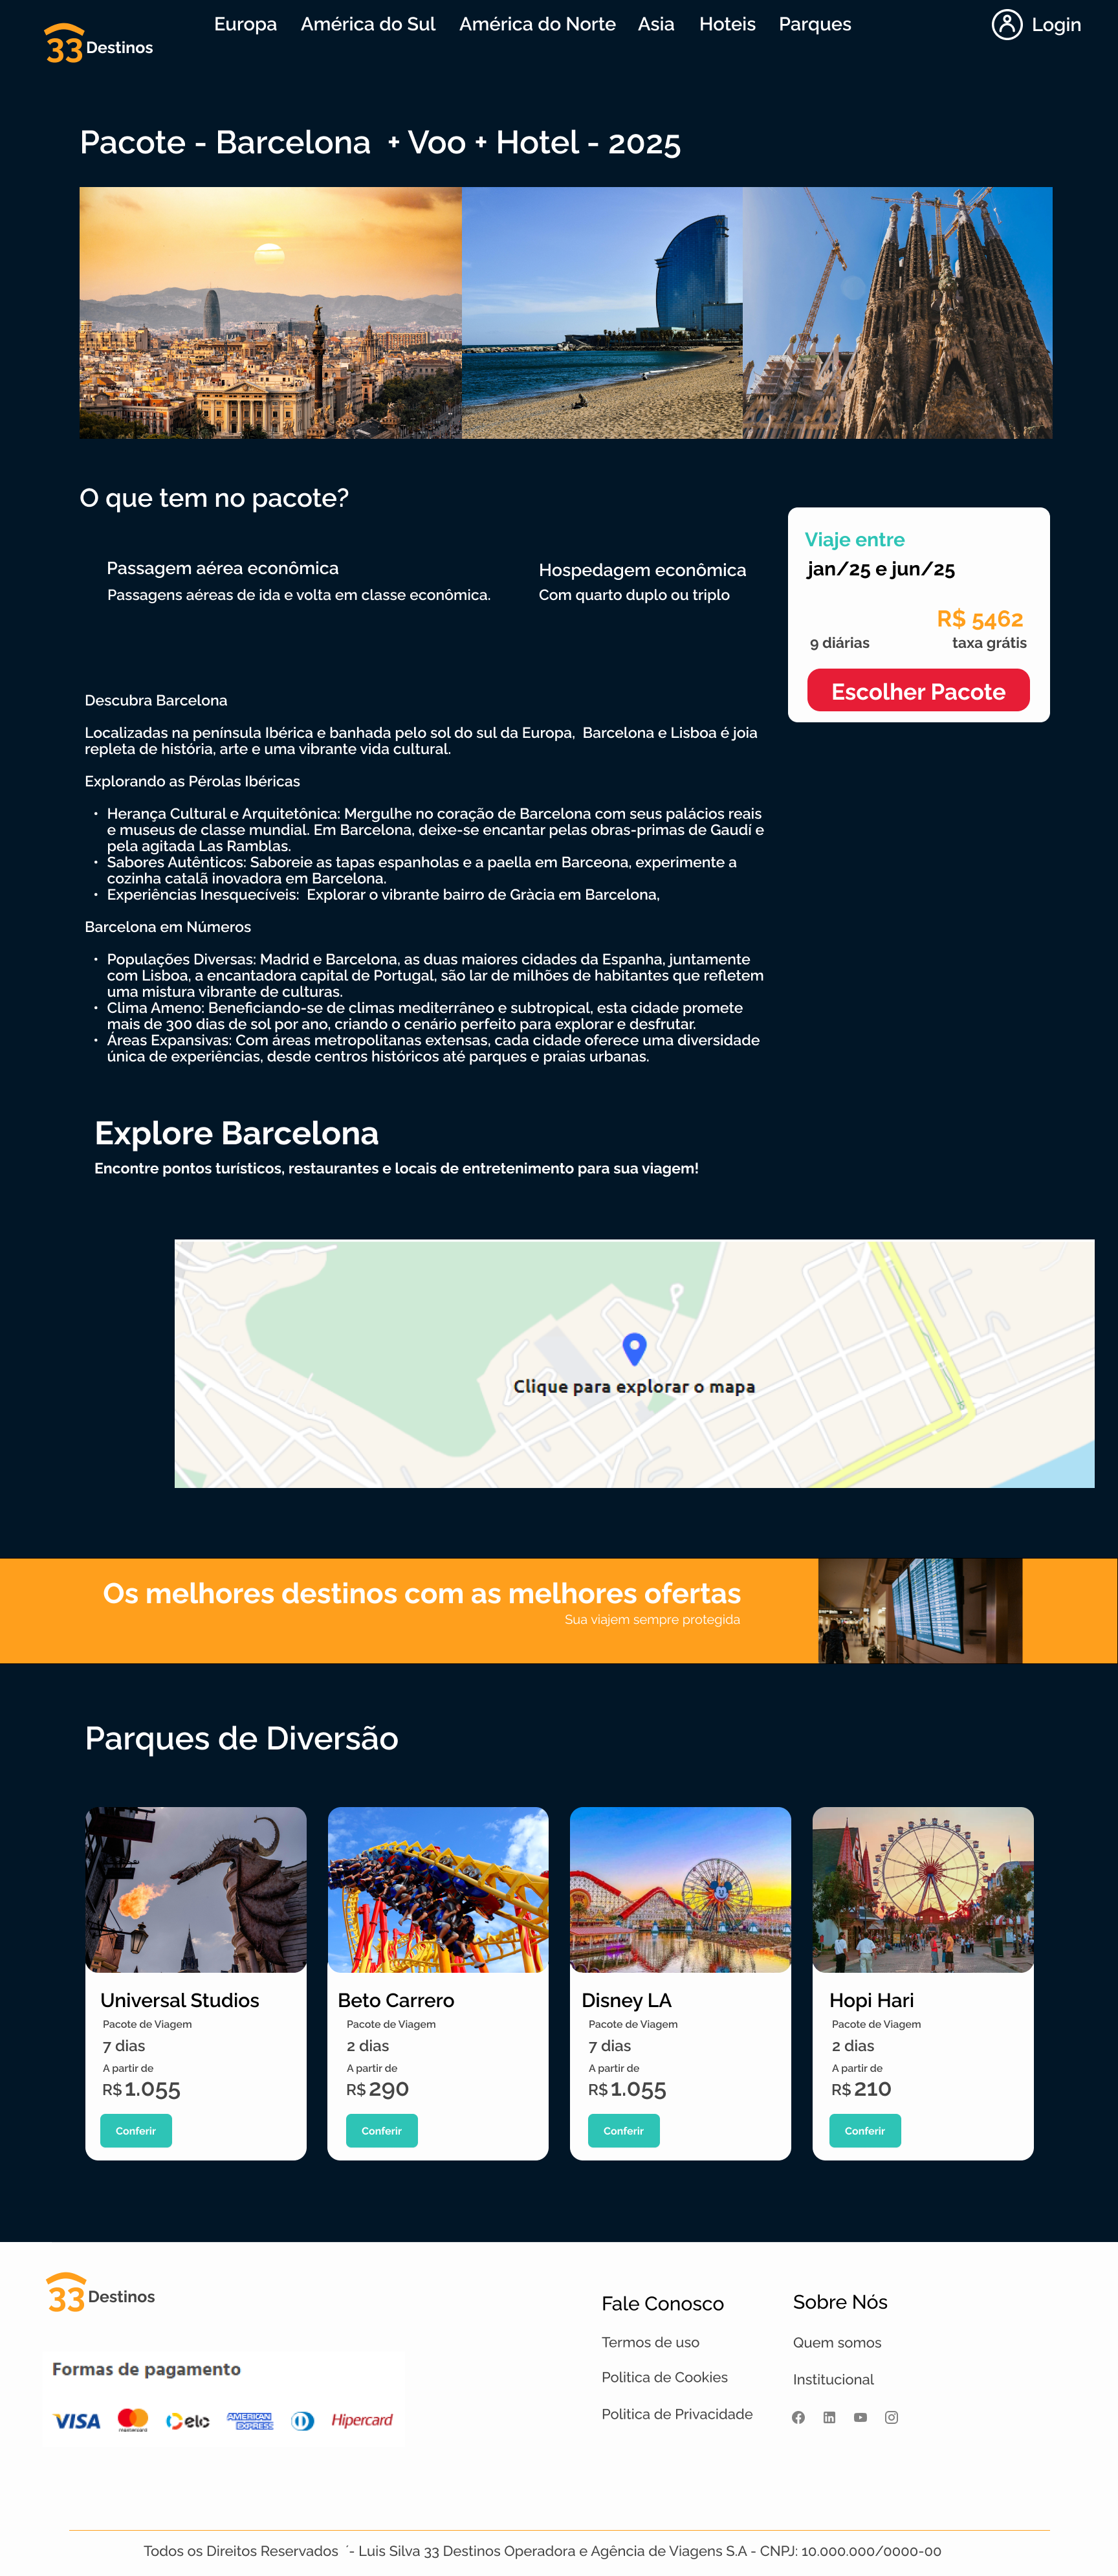 33 Destinos
Europa América do Sul América do Norte Asia Hoteis Parques
Login
Pacote - Barcelona + Voo + Hotel - 2025
O que tem no pacote?
Passagem aérea econômica
Passagens aéreas de ida e volta em classe econômica.
Hospedagem econômica
Com quarto duplo ou triplo
Viaje entre
jan/25 e jun/25
R$ 5462
9 diárias taxa grátis
Escolher Pacote
Descubra Barcelona
Localizadas na península Ibérica e banhada pelo sol do sul da Europa, Barcelona e Lisboa é joia
repleta de história, arte e uma vibrante vida cultural.
Explorando as Pérolas Ibéricas
• Herança Cultural e Arquitetônica: Mergulhe no coração de Barcelona com seus palácios reais
e museus de classe mundial. Em Barcelona, deixe-se encantar pelas obras-primas de Gaudí e
pela agitada Las Ramblas.
• Sabores Autênticos: Saboreie as tapas espanholas e a paella em Barceona, experimente a
cozinha catalã inovadora em Barcelona.
• Experiências Inesquecíveis: Explorar o vibrante bairro de Gràcia em Barcelona,
Barcelona em Números
• Populações Diversas: Madrid e Barcelona, as duas maiores cidades da Espanha, juntamente
com Lisboa, a encantadora capital de Portugal, são lar de milhões de habitantes que refletem
uma mistura vibrante de culturas.
• Clima Ameno: Beneficiando-se de climas mediterrâneo e subtropical, esta cidade promete
mais de 300 dias de sol por ano, criando o cenário perfeito para explorar e desfrutar.
• Áreas Expansivas: Com áreas metropolitanas extensas, cada cidade oferece uma diversidade
única de experiências, desde centros históricos até parques e praias urbanas.
Explore Barcelona
Encontre pontos turísticos, restaurantes e locais de entretenimento para sua viagem!
Clique para explorar o mapa
Os melhores destinos com as melhores ofertas
Sua viajem sempre protegida
Parques de Diversão
Universal Studios
Pacote de Viagem
7 dias
A partir de
R$ 1.055
Conferir
Beto Carrero
Pacote de Viagem
2 dias
A partir de
R$ 290
Conferir
Disney LA
Pacote de Viagem
7 dias
A partir de
R$ 1.055
Conferir
Hopi Hari
Pacote de Viagem
2 dias
A partir de
R$ 210
Conferir
33 Destinos
Formas de pagamento
VISA mastercard elo AMERICAN EXPRESS Hipercard
Fale Conosco
Termos de uso
Politica de Cookies
Politica de Privacidade
Sobre Nós
Quem somos
Institucional
Todos os Direitos Reservados ´- Luis Silva 33 Destinos Operadora e Agência de Viagens S.A - CNPJ: 10.000.000/0000-00